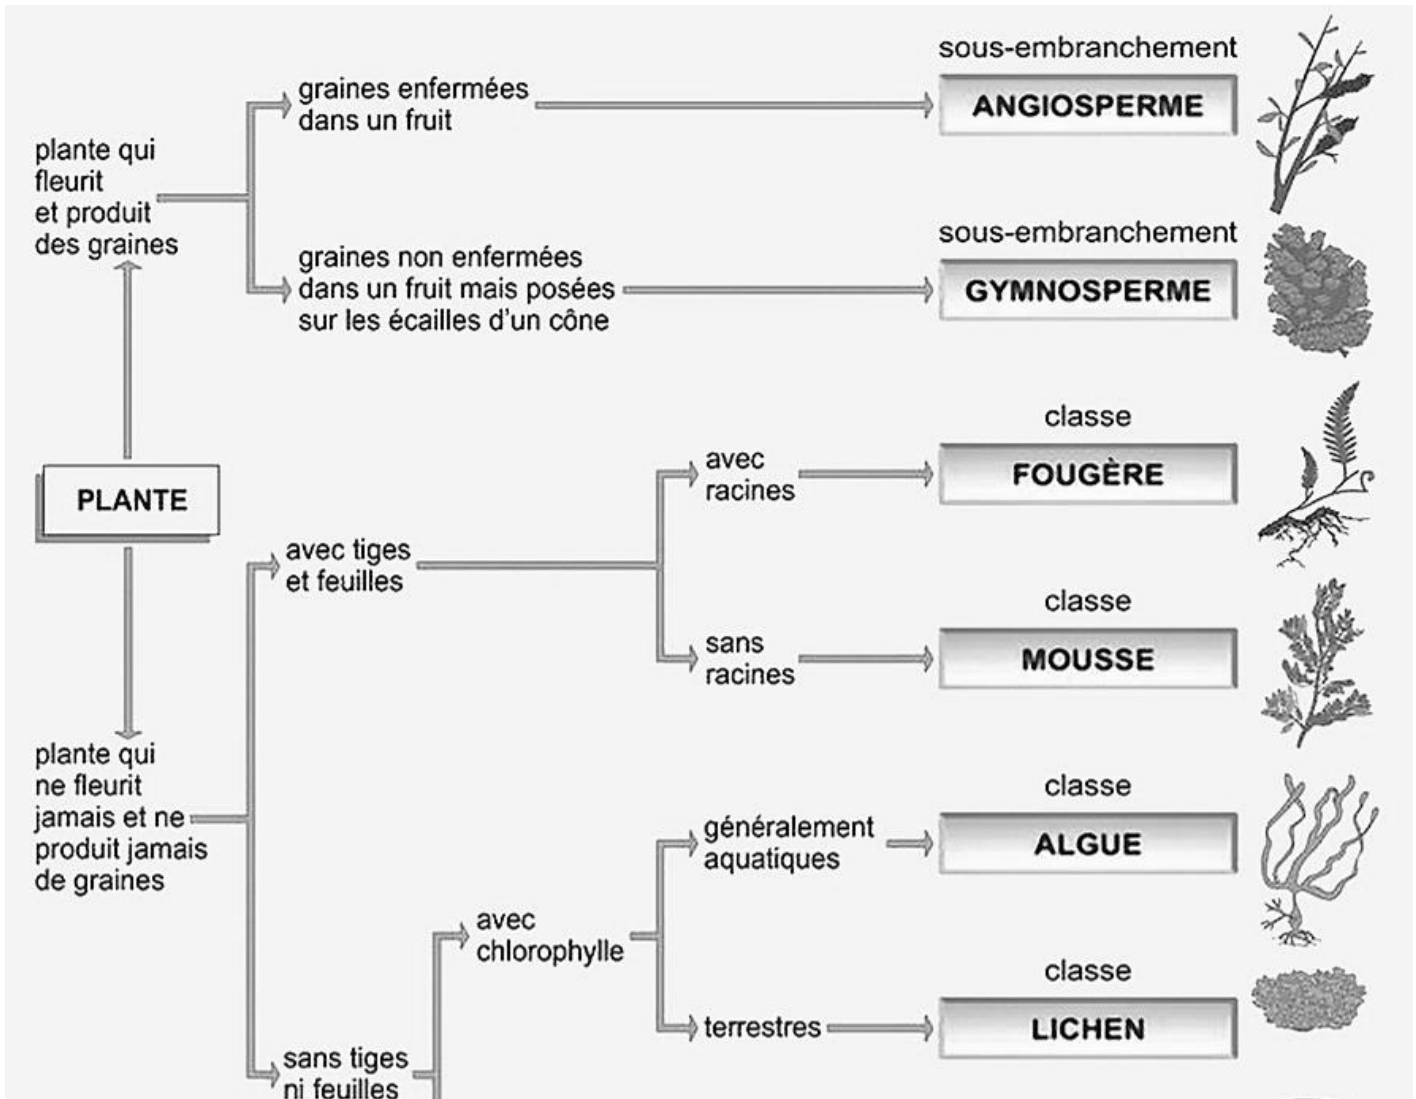 sous-embranchement
graines enfermées
dans un fruit
ANGIOSPERME
plante qui
fleurit
et produit
des graines
sous-embranchement
graines non enfermées
dans un fruit mais posées
sur les écailles d'un cône
GYMNOSPERME
classe
avec
racines
FOUGÈRE
PLANTE
avec tiges
et feuilles
classe
sans
racines
MOUSSE
plante qui
ne fleurit
jamais et ne
produit jamais
de graines
classe
généralement
aquatiques
ALGUE
avec
chlorophylle
classe
terrestres
LICHEN
sans tiges
ni feuilles